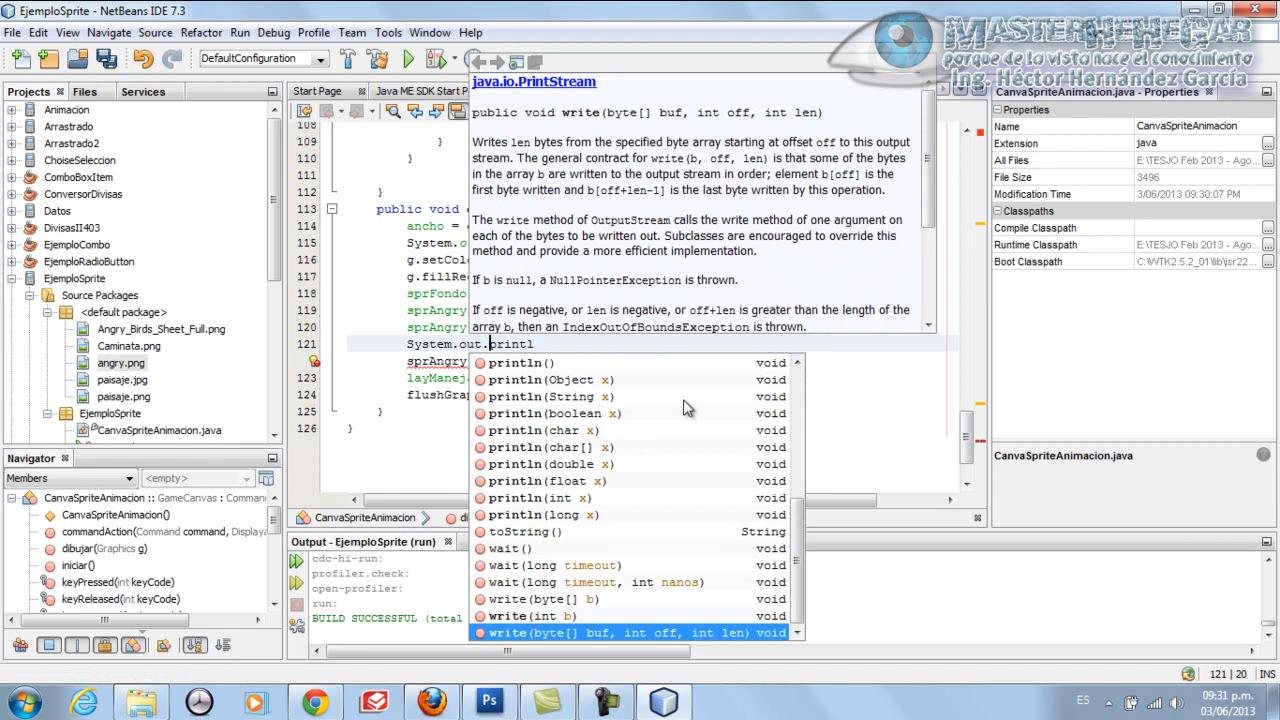 EjemploSprite - NetBeans IDE 7.3
MASTERHEHEGAR
porque de la vista nace el conocimiento
Ing. Héctor Hernández García
File Edit View Navigate Source Refactor Run Debug Profile Team Tools Window Help
DefaultConfiguration
Projects Files Services
Animacion
Arrastrado
Arrastrado2
ChoiseSeleccion
ComboBoxItem
ConversorDivisas
Datos
DivisasII403
EjemploCombo
EjemploRadioButton
EjemploSprite
Source Packages
<default package>
Angry_Birds_Sheet_Full.png
Caminata.png
angry.png
paisaje.jpg
paisaje.png
EjemploSprite
CanvaSpriteAnimacion.java
Navigator
Members
<empty>
CanvaSpriteAnimacion :: GameCanvas : Command
CanvaSpriteAnimacion()
commandAction(Command command, Displaya
dibujar(Graphics g)
iniciar()
keyPressed(int keyCode)
keyReleased(int keyCode)
Start Page Java ME SDK Start P
108
109 }
110 }
111
112 }
113 public void
114 ancho =
115 System.o
116 g.setColo
117 g.fillRec
118 sprFondo
119 sprAngry
120 sprAngry
121 System.out.printl
sprAngry
123 layManeja
124 flushGra
125 }
126 }
java.io.PrintStream
public void write(byte[] buf, int off, int len)
Writes len bytes from the specified byte array starting at offset off to this output
stream. The general contract for write(b, off, len) is that some of the bytes
in the array b are written to the output stream in order; element b[off] is the
first byte written and b[off+len-1] is the last byte written by this operation.
The write method of OutputStream calls the write method of one argument on
each of the bytes to be written out. Subclasses are encouraged to override this
method and provide a more efficient implementation.
If b is null, a NullPointerException is thrown.
If off is negative, or len is negative, or off+len is greater than the length of the
array b, then an IndexOutOfBoundsException is thrown.
println() void
println(Object x) void
println(String x) void
println(boolean x) void
println(char x) void
println(char[] x) void
println(double x) void
println(float x) void
println(int x) void
println(long x) void
toString() String
wait() void
wait(long timeout) void
wait(long timeout, int nanos) void
write(byte[] b) void
write(int b) void
write(byte[] buf, int off, int len) void
CanvaSpriteAnimacion
Output - EjemploSprite (run)
cdc-hi-run:
profiler.check:
open-profiler:
run:
BUILD SUCCESSFUL (total
CanvaSpriteAnimacion.java - Properties
Properties
Name CanvaSpriteAnimacion
Extension java
All Files E:\TESJO Feb 2013 - Ago...
File Size 3496
Modification Time 3/06/2013 09:30:07 PM
Classpaths
Compile Classpath
Runtime Classpath E:\TESJO Feb 2013 - Ago...
Boot Classpath C:\WTK2.5.2_01\lib\jsr22...
CanvaSpriteAnimacion.java
121 | 20 INS
Ps
ES
09:31 p.m.
03/06/2013